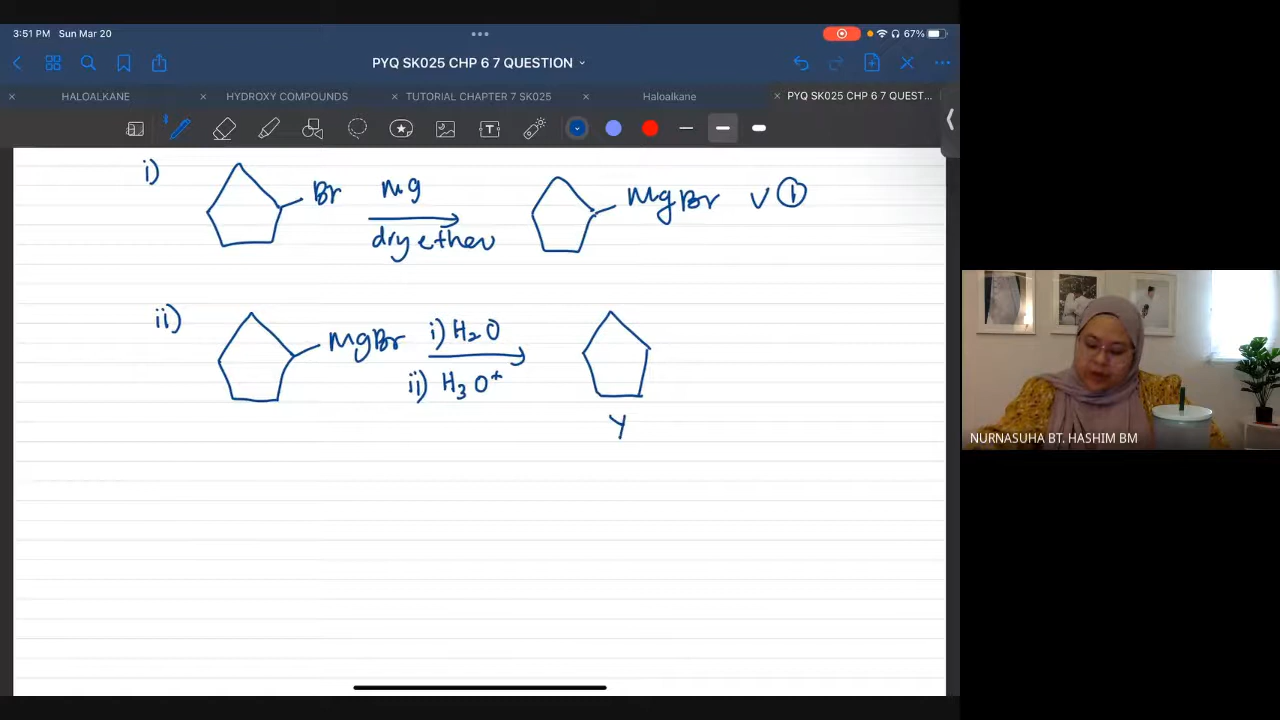 3:51 PM Sun Mar 20
67%
PYQ SK025 CHP 6 7 QUESTION
HALOALKANE
HYDROXY COMPOUNDS
TUTORIAL CHAPTER 7 SK025
Haloalkane
PYQ SK025 CHP 6 7 QUEST...
i)
Br
Mg
dry ether
MgBr
v ①
ii)
MgBr
i) H₂O
ii) H₃O⁺
Y
NURNASUHA BT. HASHIM BM